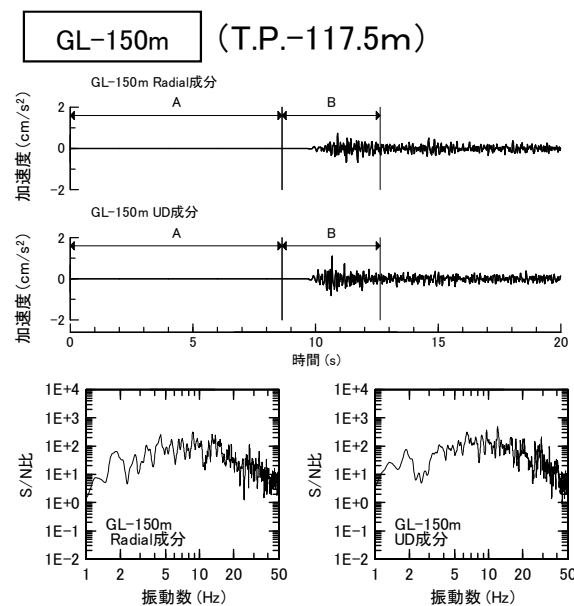 GL-150m (T.P.-117.5m)
GL-150m Radial成分
加速度(cm/s²)
2
0
-2
A
B
GL-150m UD成分
加速度(cm/s²)
2
0
-2
A
B
0 5 10 15 20
時間(s)
S/N比
1E+4
1E+3
1E+2
1E+1
1E+0
1E-1
1E-2
GL-150m
Radial成分
1 2 5 10 20 50
振動数(Hz)
S/N比
1E+4
1E+3
1E+2
1E+1
1E+0
1E-1
1E-2
GL-150m
UD成分
1 2 5 10 20 50
振動数(Hz)